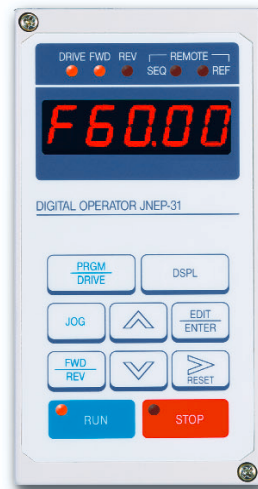 DRIVE FWD REV REMOTE
SEQ REF
F60.00
DIGITAL OPERATOR JNEP-31
PRGM
DRIVE
DSPL
JOG
EDIT
ENTER
FWD
REV
RESET
RUN
STOP